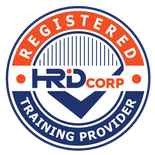 REGISTERED
HRDCORP
TRAINING PROVIDER